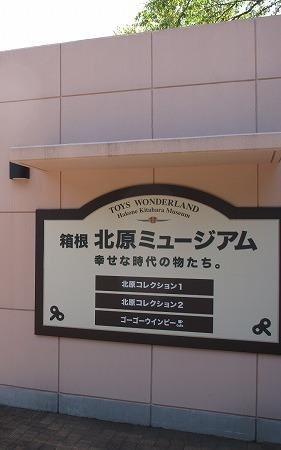 TOYS WONDERLAND
Hakone Kitahara Museum
箱根 北原ミュージアム
幸せな時代の物たち。
北原コレクション1
北原コレクション2
ゴーゴーウインピー